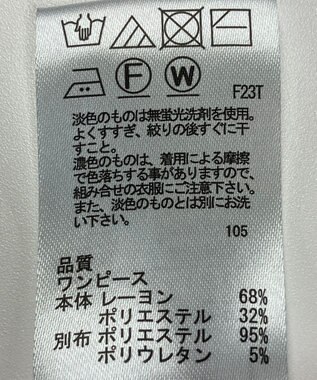 F
W
F23T
淡色のものは無蛍光洗剤を使用。
よくすすぎ、絞りの後すぐに干
すこと。
濃色のものは、着用による摩擦
で色落ちする事がありますので、
組み合せの衣服にご注意下さい。
また、淡色のものとは別にお洗
い下さい。
105
品質
ワンピース
本体 レーヨン 68%
ポリエステル 32%
別布 ポリエステル 95%
ポリウレタン 5%